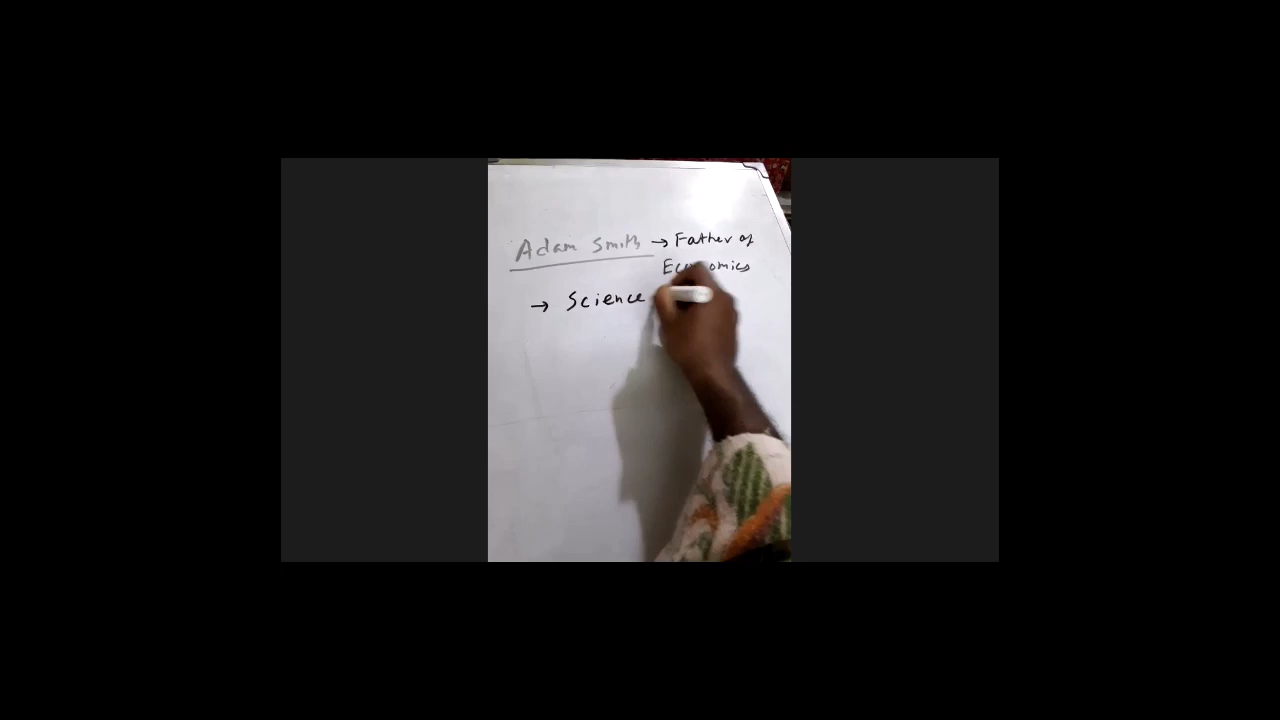 Adam Smith → Father of
Economics
→ Science